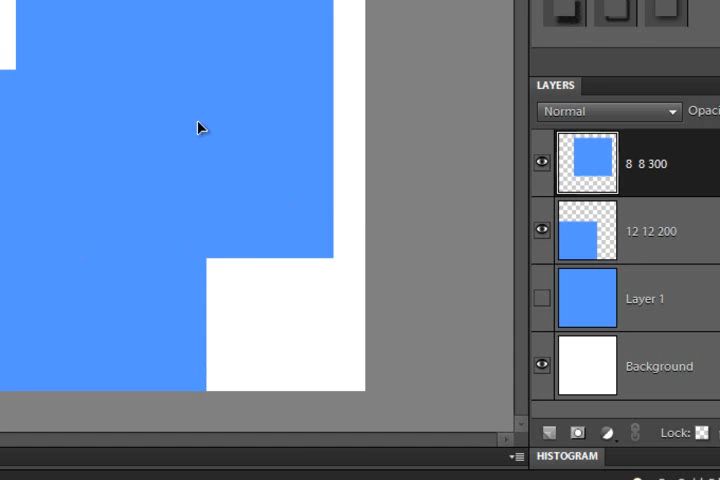 LAYERS
Normal
Opaci
8 8 300
12 12 200
Layer 1
Background
Lock:
HISTOGRAM